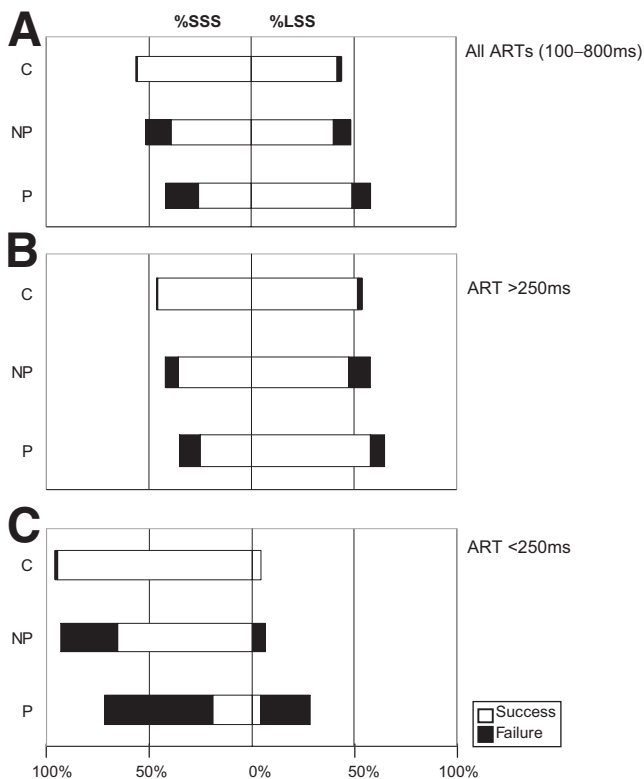 %SSS %LSS
A
All ARTs (100–800ms)
C
NP
P
B
ART >250ms
C
NP
P
C
ART <250ms
C
NP
P
Success
Failure
100% 50% 0% 50% 100%